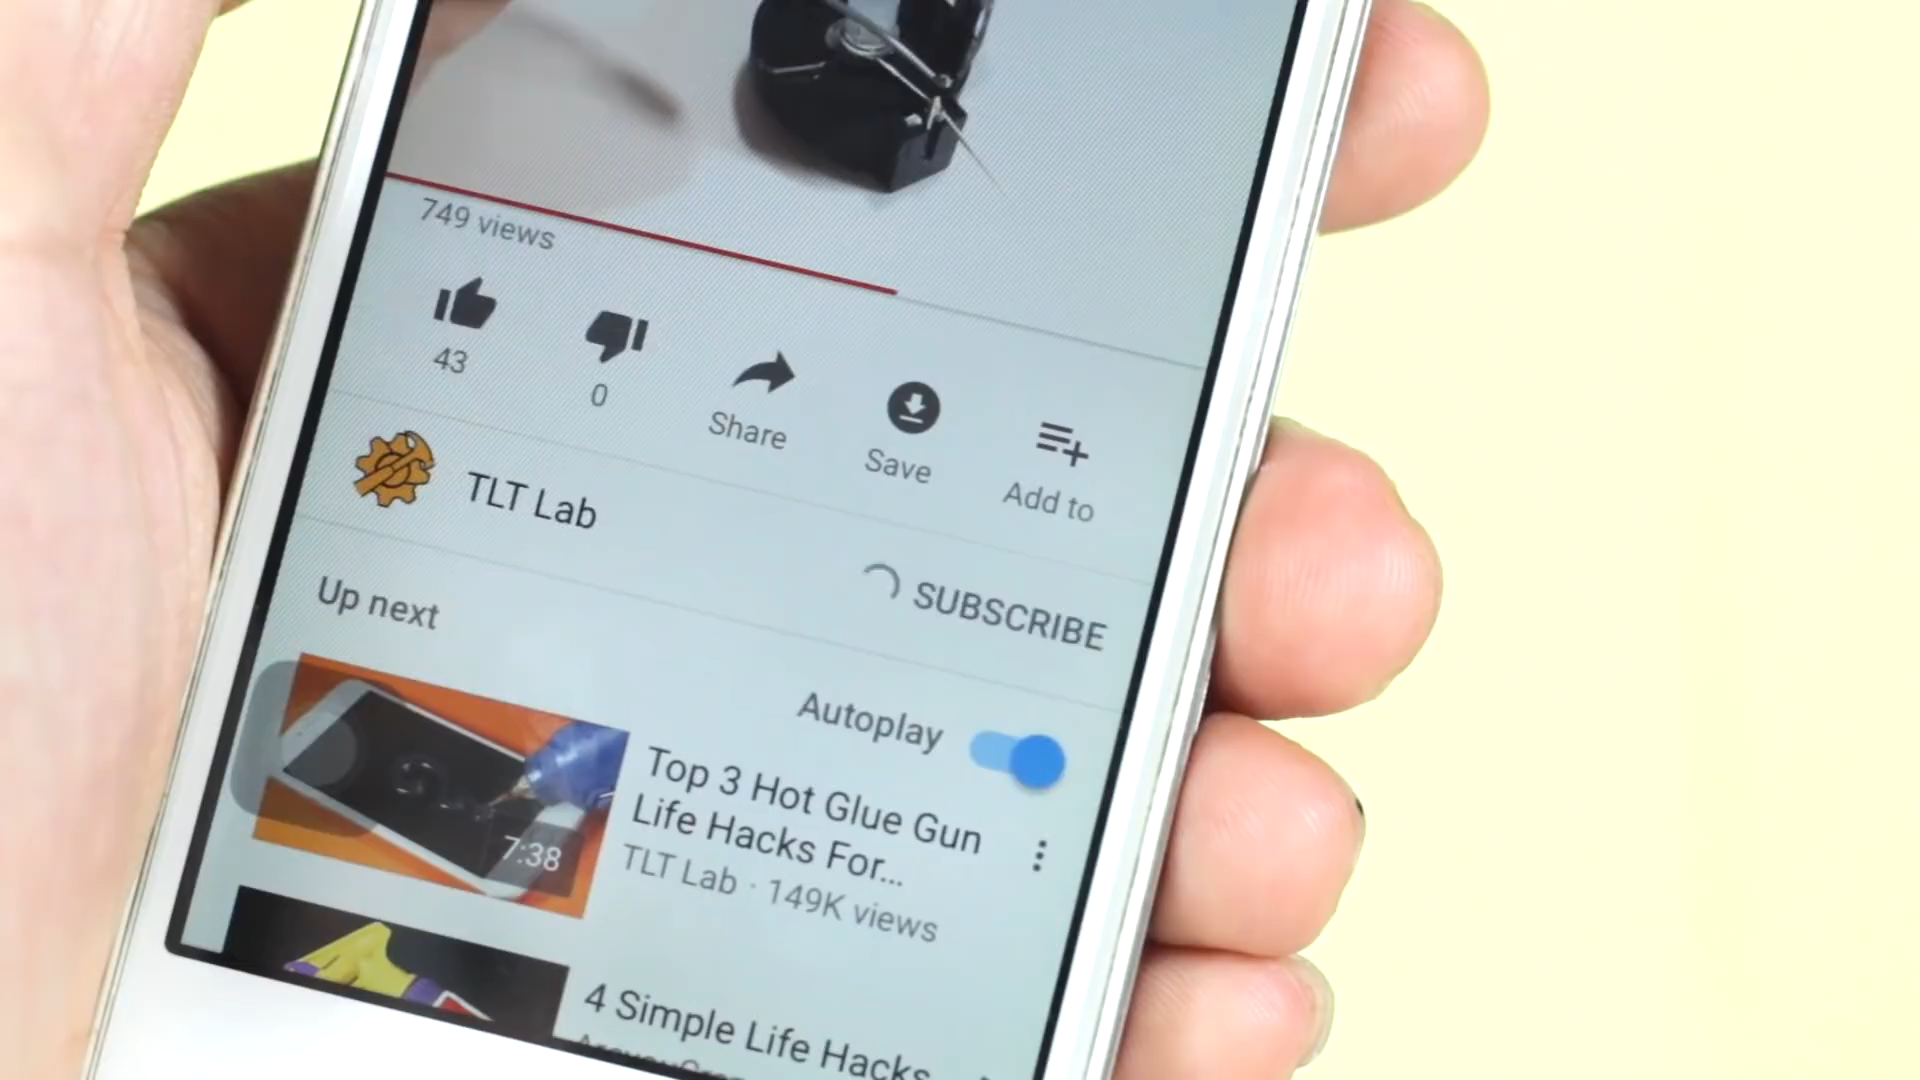 749 views
43
0
Share
Save
Add to
TLT Lab
SUBSCRIBE
Up next
Autoplay
7:38
Top 3 Hot Glue Gun
Life Hacks For...
TLT Lab · 149K views
4 Simple Life Hacks